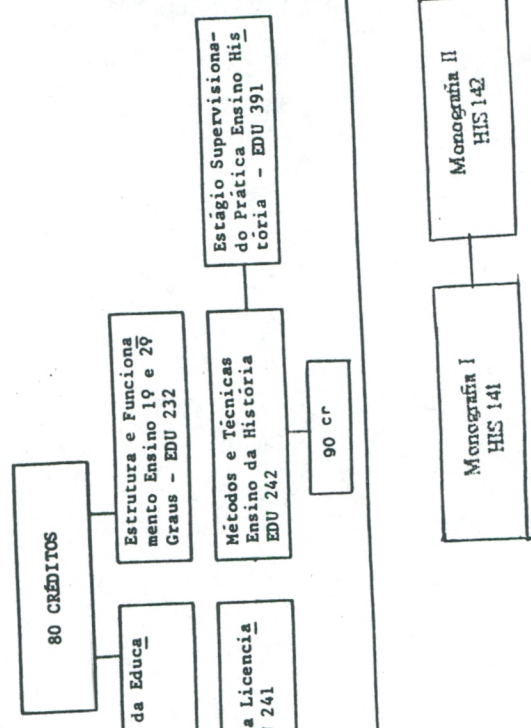 80 CRÉDITOS
da Educa
Estrutura e Funciona
mento Ensino 1º e 2º
Graus - EDU 232
a Licencia
241
Métodos e Técnicas
Ensino da História
EDU 242
Estágio Supervisiona-
do Prática Ensino His
tória - EDU 391
90 cr
Monografia I
HIS 141
Monografia II
HIS 142